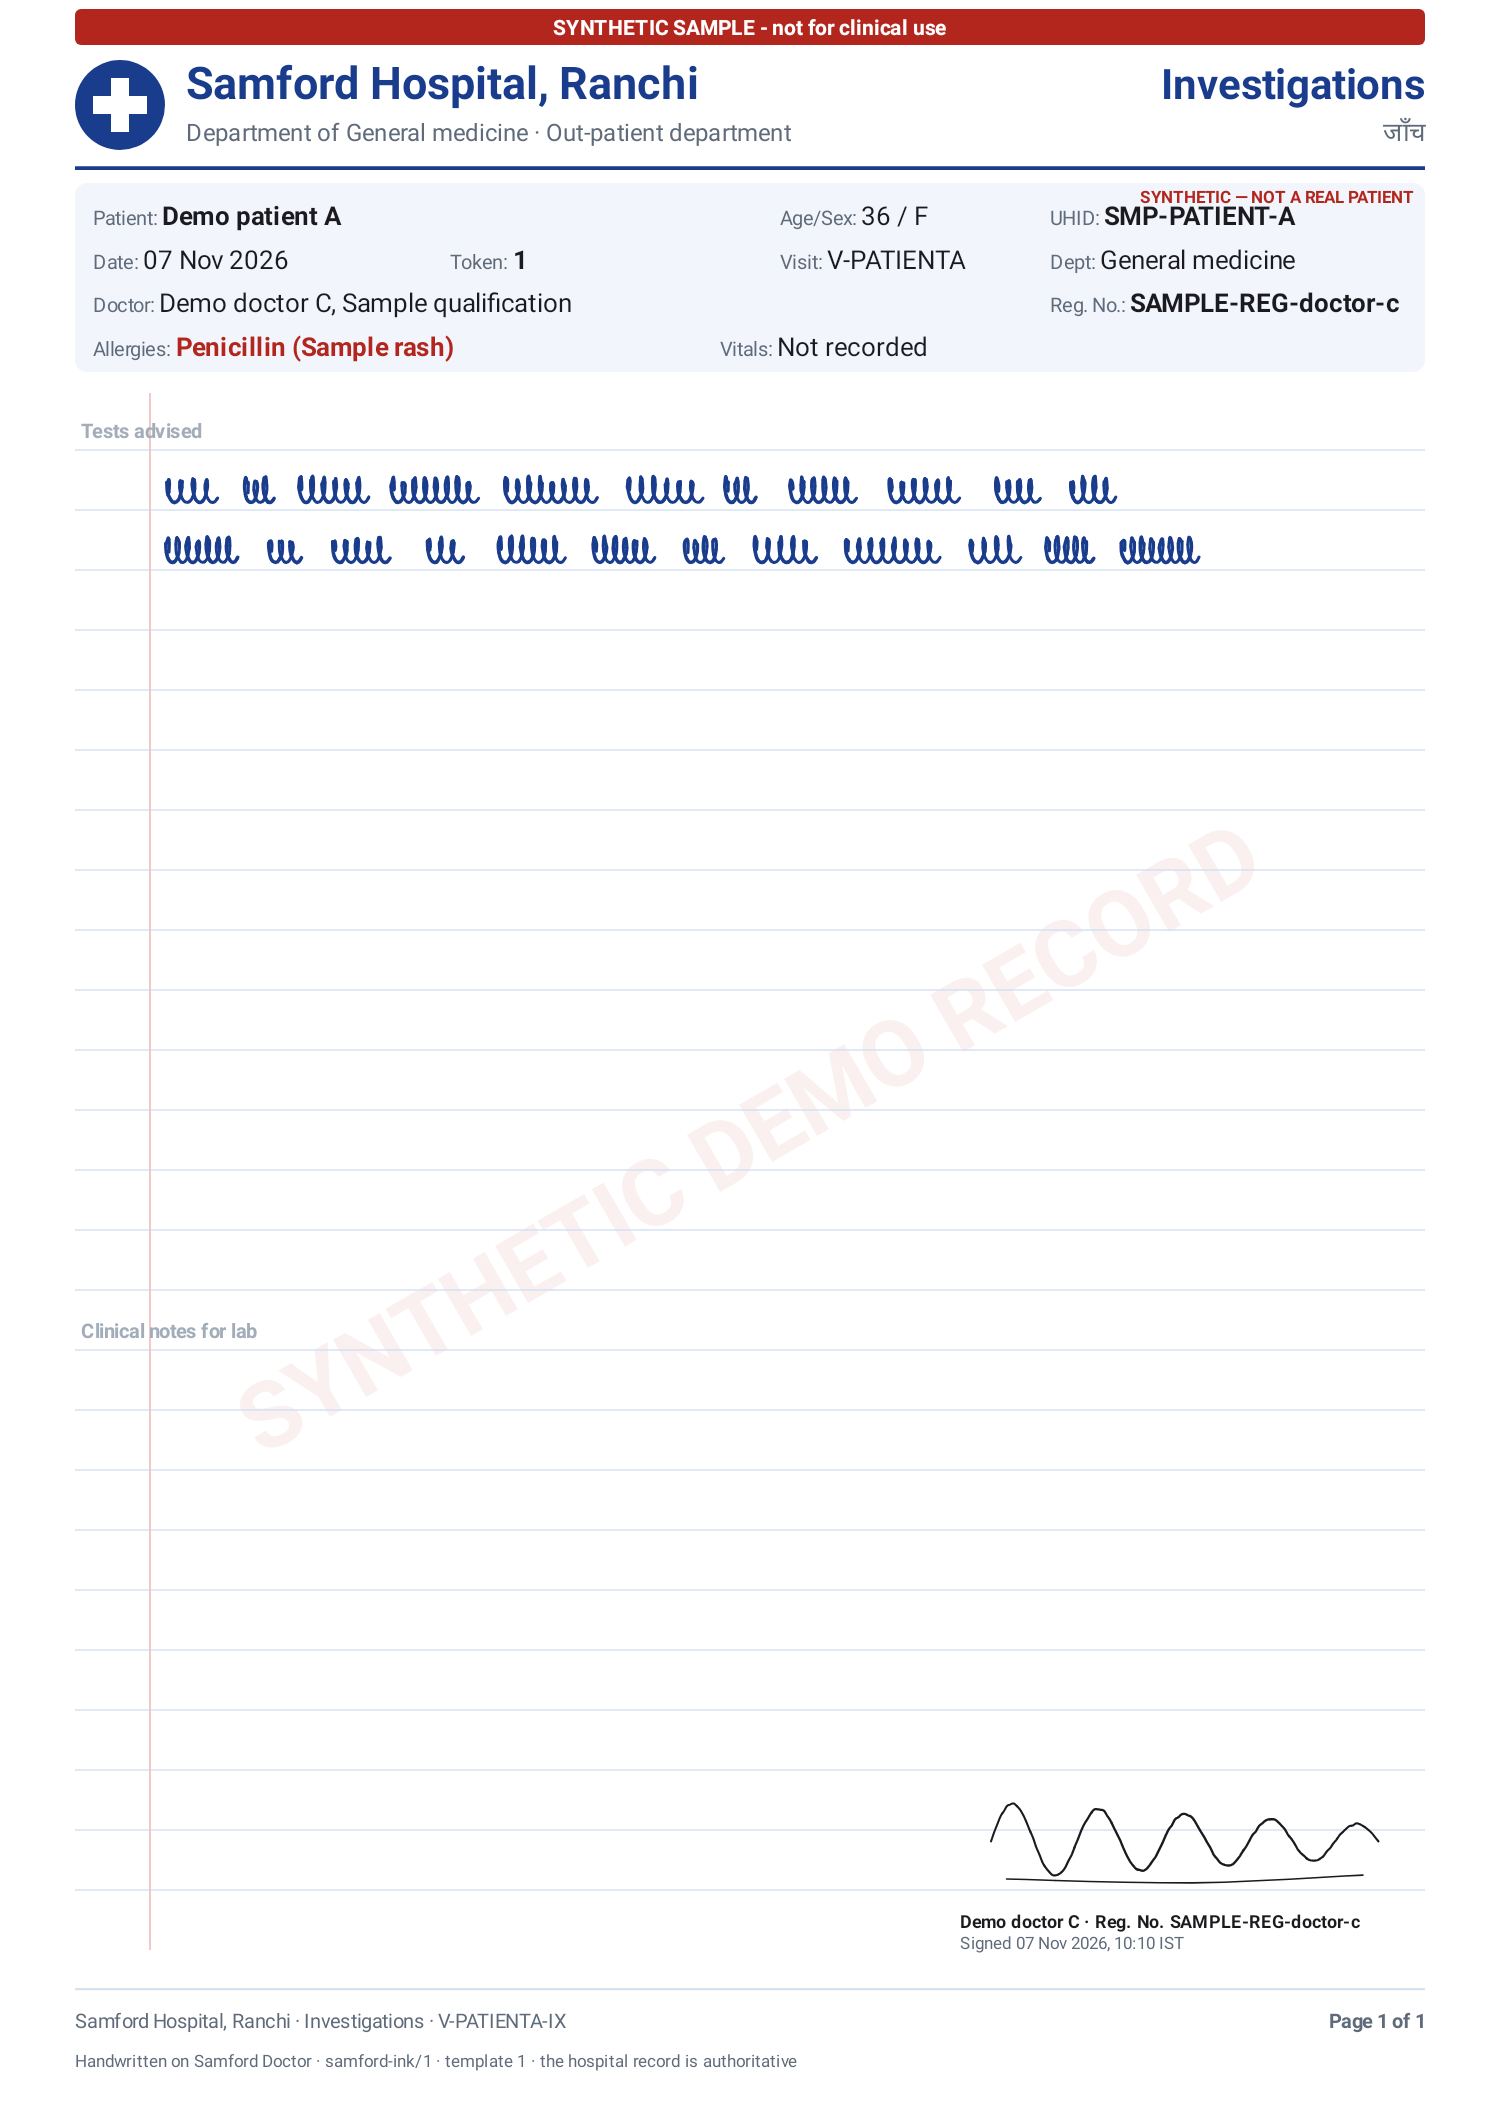 SYNTHETIC SAMPLE - not for clinical use
Samford Hospital, Ranchi
Investigations
Department of General medicine · Out-patient department
जाँच
SYNTHETIC — NOT A REAL PATIENT
Patient: Demo patient A Age/Sex: 36 / F UHID: SMP-PATIENT-A
Date: 07 Nov 2026 Token: 1 Visit: V-PATIENTA Dept: General medicine
Doctor: Demo doctor C, Sample qualification Reg. No.: SAMPLE-REG-doctor-c
Allergies: Penicillin (Sample rash) Vitals: Not recorded
Tests advised
SYNTHETIC DEMO RECORD
Clinical notes for lab
Demo doctor C · Reg. No. SAMPLE-REG-doctor-c
Signed 07 Nov 2026, 10:10 IST
Samford Hospital, Ranchi · Investigations · V-PATIENTA-IX Page 1 of 1
Handwritten on Samford Doctor · samford-ink/1 · template 1 · the hospital record is authoritative